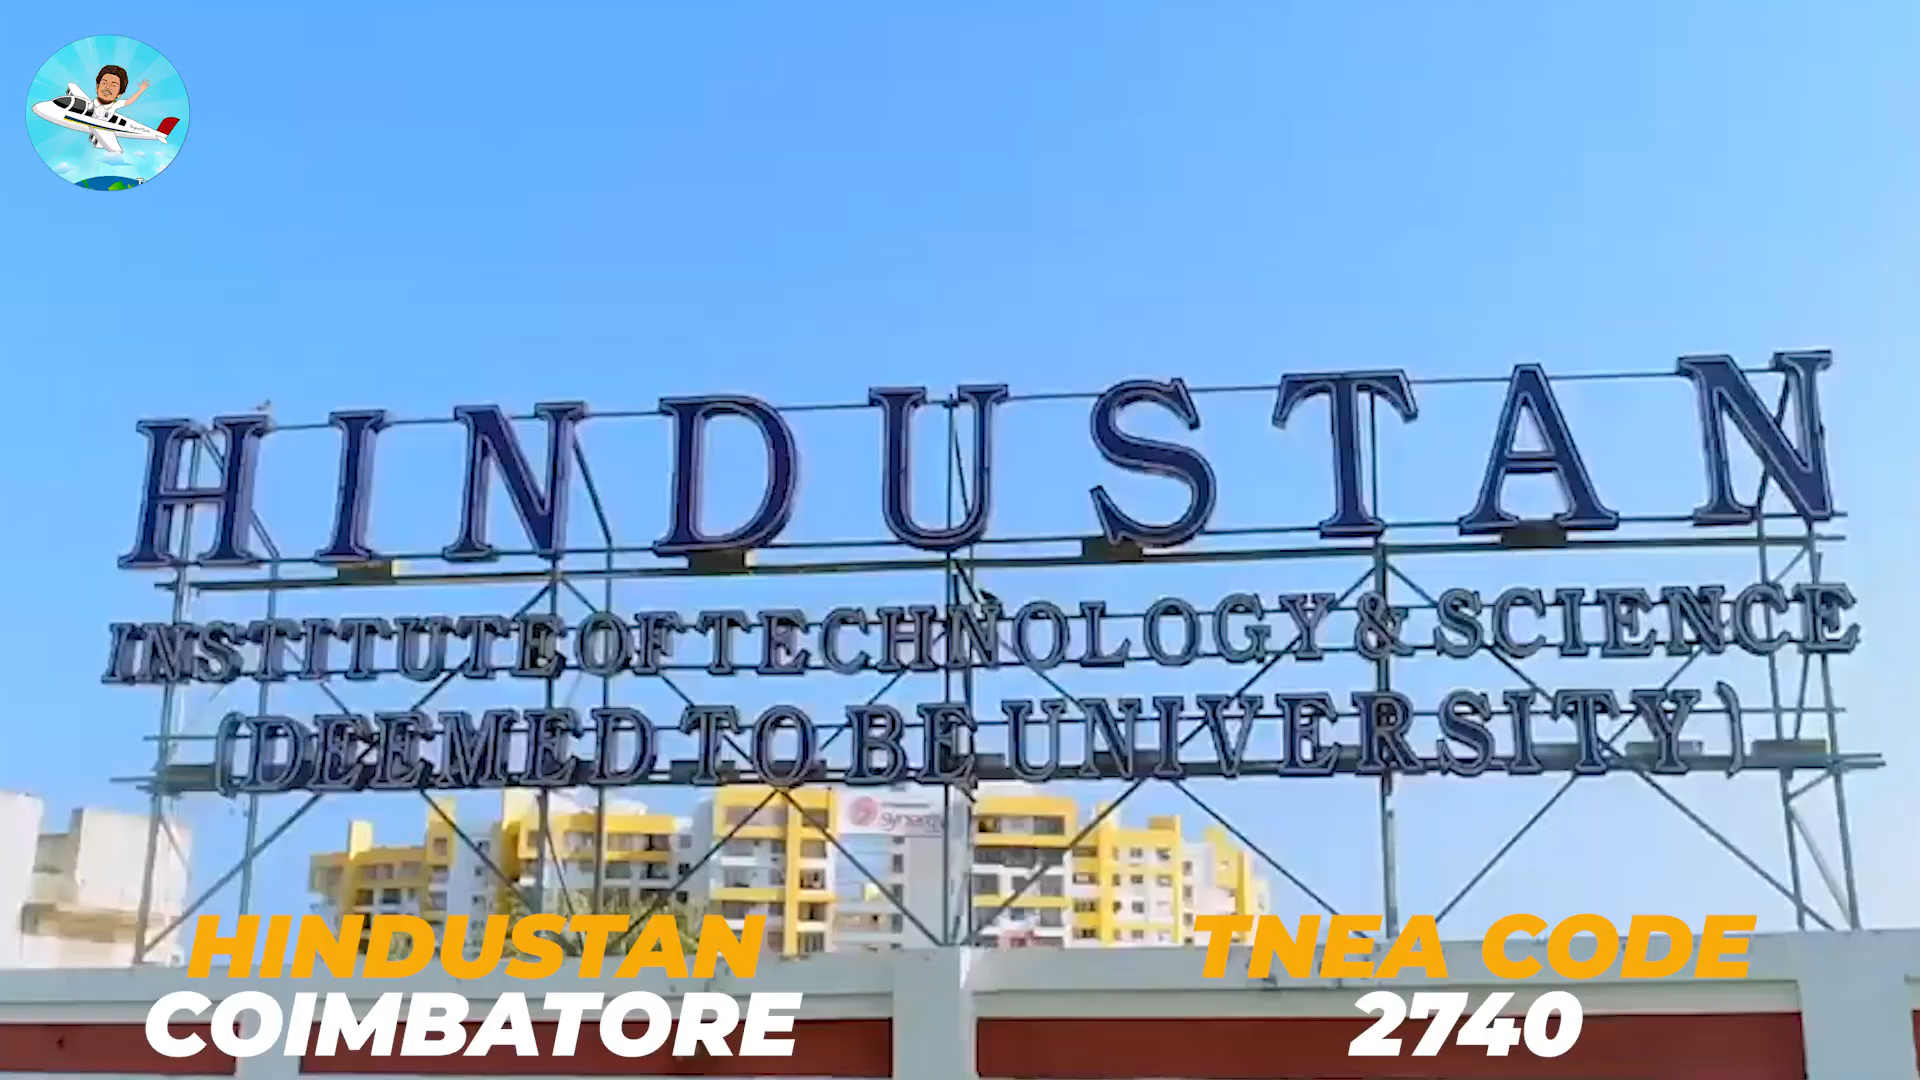 HINDUSTAN
INSTITUTE OF TECHNOLOGY & SCIENCE
(DEEMED TO BE UNIVERSITY)
HINDUSTAN
COIMBATORE
TNEA CODE
2740